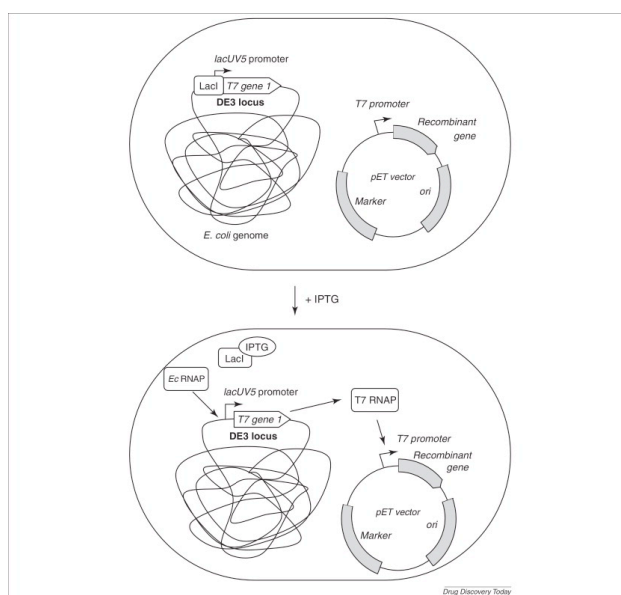 lacUV5 promoter
LacI
T7 gene 1
DE3 locus
T7 promoter
Recombinant
gene
pET vector
ori
Marker
E. coli genome
+ IPTG
IPTG
LacI
Ec RNAP
lacUV5 promoter
T7 gene 1
T7 RNAP
DE3 locus
T7 promoter
Recombinant
gene
pET vector
ori
Marker
Drug Discovery Today